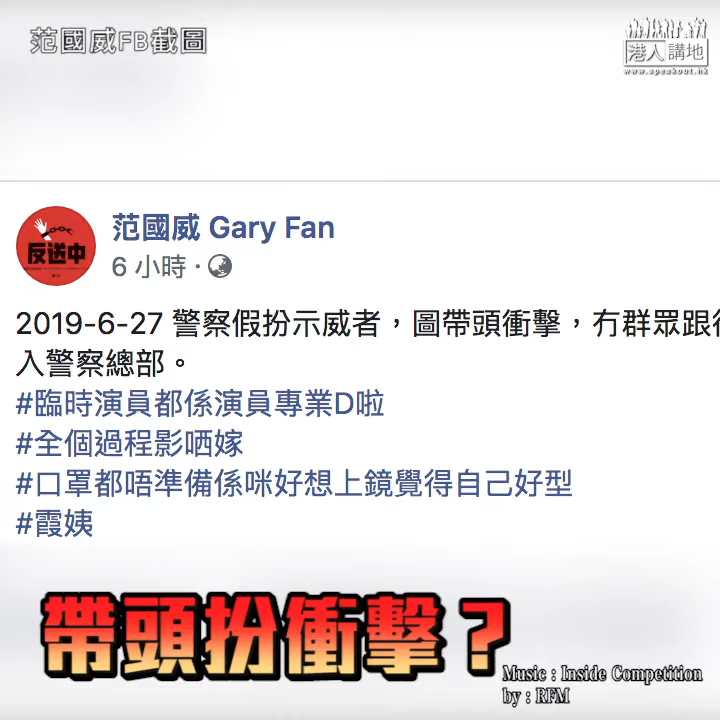 范國威FB截圖
港人講地
www.speakout.hk
反送中
范國威 Gary Fan
6 小時 ·
2019-6-27 警察假扮示威者，圖帶頭衝擊，冇群眾跟
入警察總部。
#臨時演員都係演員專業D啦
#全個過程影哂嫁
#口罩都唔準備係咪好想上鏡覺得自己好型
#霞姨
帶頭扮衝擊？
Music : Inside Competition
by : RFM